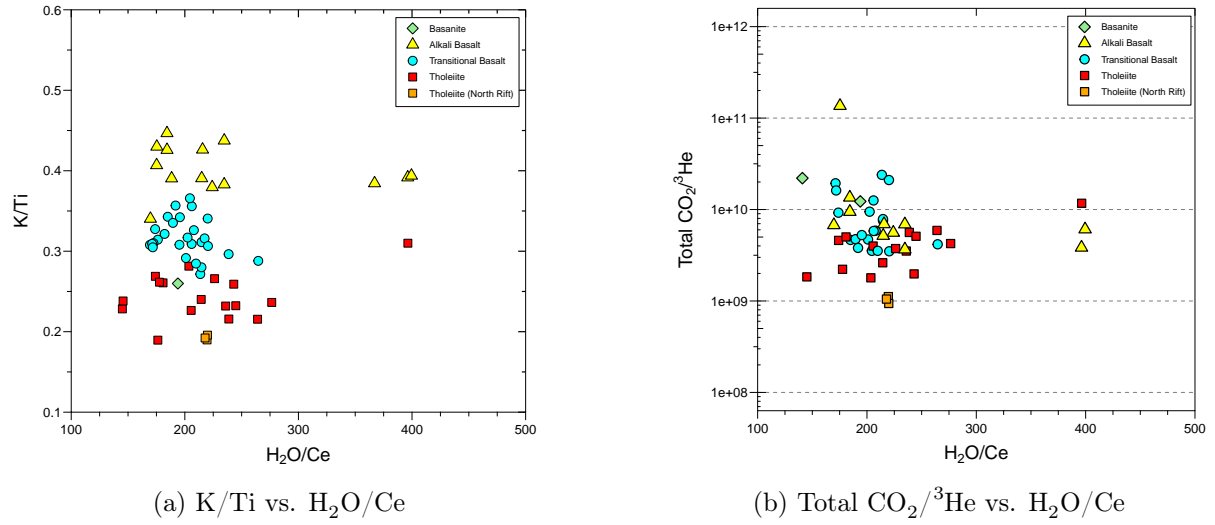 0.6
0.5
0.4
0.3
0.2
0.1
K/Ti
100
200
300
400
500
H₂O/Ce
Basanite
Alkali Basalt
Transitional Basalt
Tholeiite
Tholeiite (North Rift)
(a) K/Ti vs. H₂O/Ce
1e+12
1e+11
1e+10
1e+09
1e+08
Total CO₂/³He
100
200
300
400
500
H₂O/Ce
Basanite
Alkali Basalt
Transitional Basalt
Tholeiite
Tholeiite (North Rift)
(b) Total CO₂/³He vs. H₂O/Ce